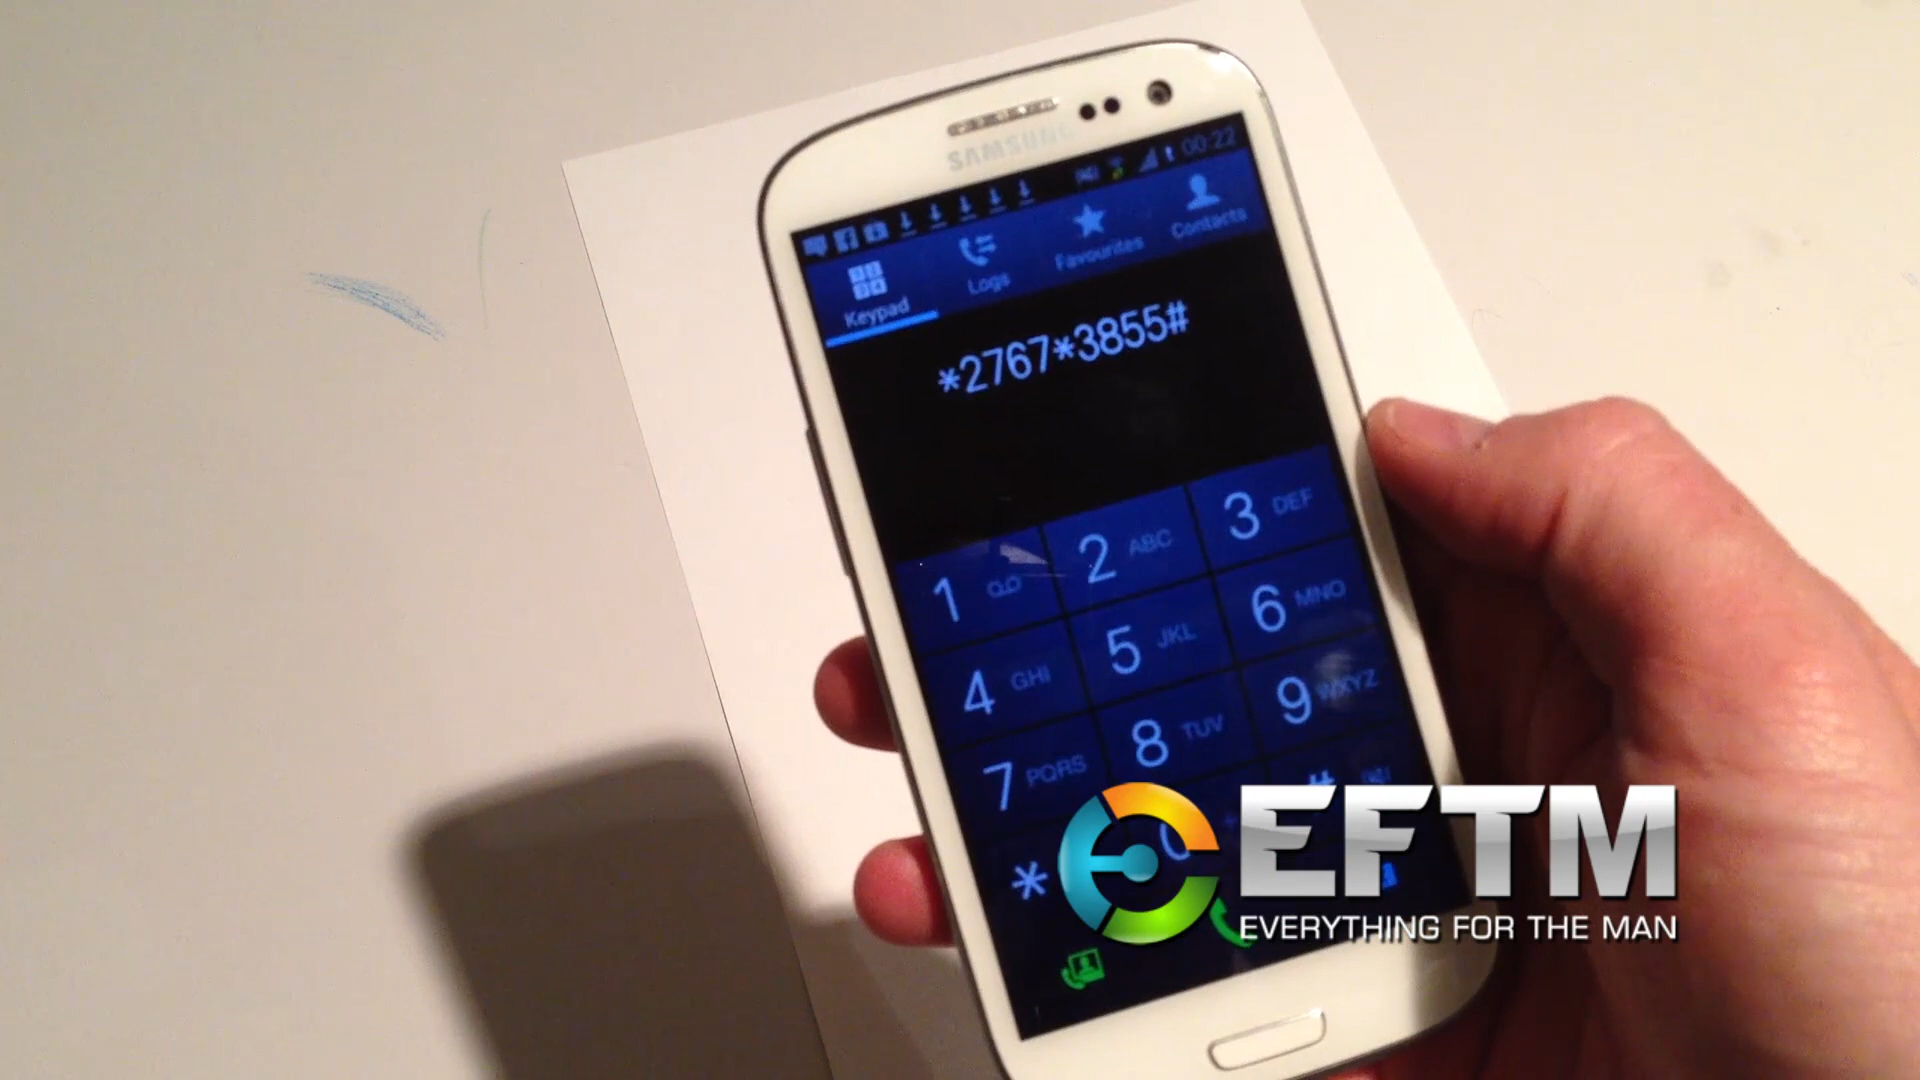 SAMSUNG
00:22
Keypad
Logs
Favourites
Contacts
*2767*3855#
1
2 ABC
3 DEF
4 GHI
5 JKL
6 MNO
7 PQRS
8 TUV
9 WXYZ
*
0
#
EFTM
EVERYTHING FOR THE MAN